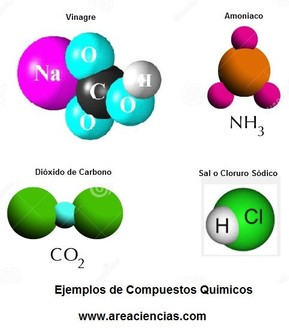 Vinagre
Amoniaco
Na
O
C
H
O
O
NH3
Dióxido de Carbono
Sal o Cloruro Sódico
H
Cl
CO2
Ejemplos de Compuestos Quimicos
www.areaciencias.com